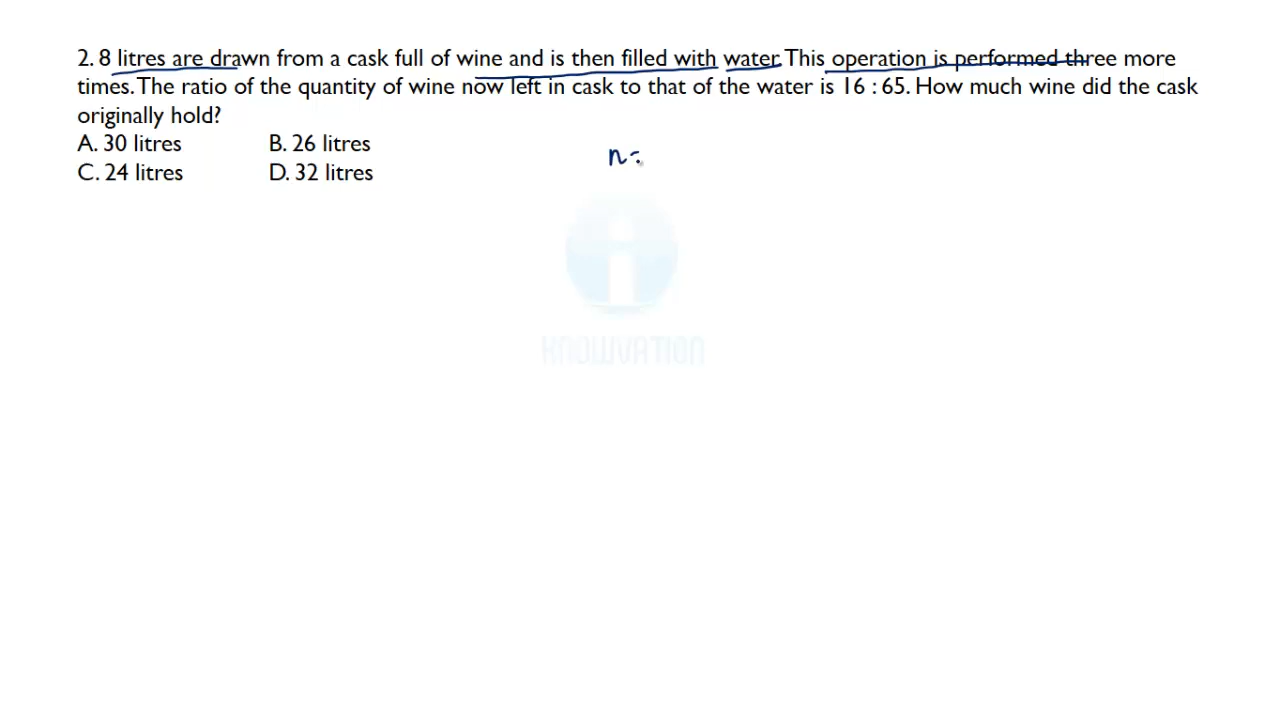 2. 8 litres are drawn from a cask full of wine and is then filled with water. This operation is performed three more
times. The ratio of the quantity of wine now left in cask to that of the water is 16 : 65. How much wine did the cask
originally hold?
A. 30 litres B. 26 litres
n=
C. 24 litres D. 32 litres
KNOWVATION